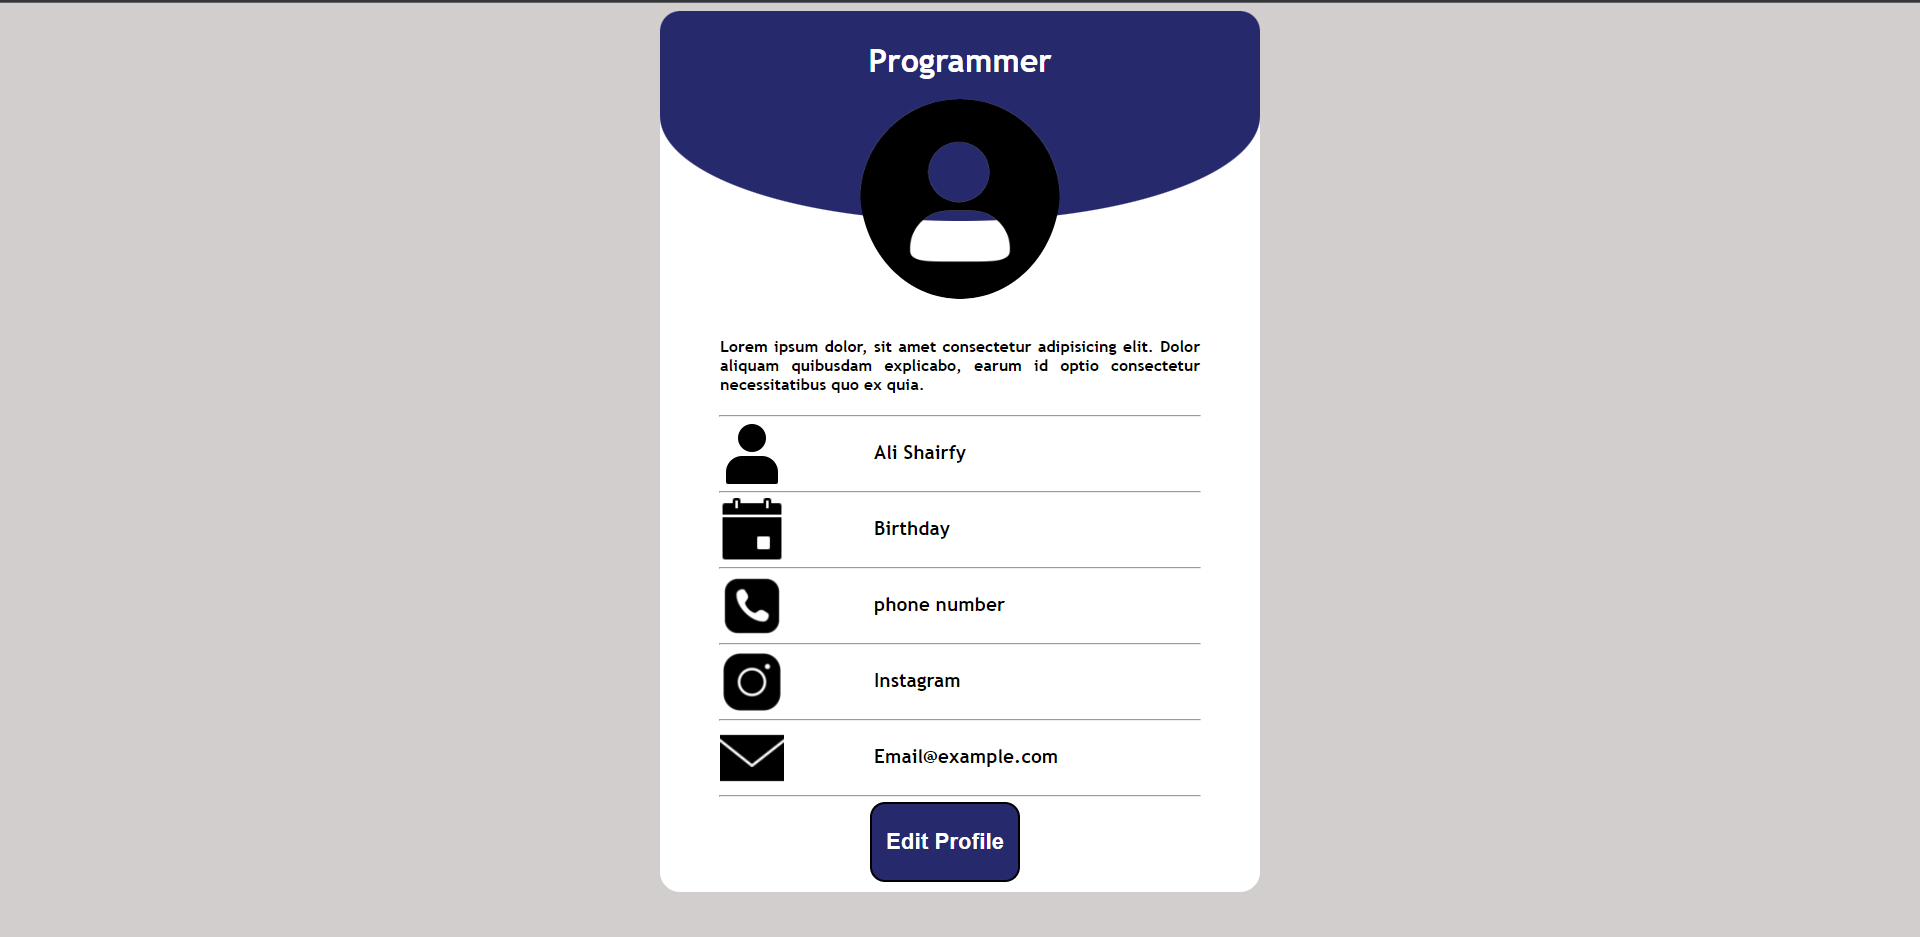 Programmer
Lorem ipsum dolor, sit amet consectetur adipisicing elit. Dolor
aliquam quibusdam explicabo, earum id optio consectetur
necessitatibus quo ex quia.
Ali Shairfy
Birthday
phone number
Instagram
Email@example.com
Edit Profile